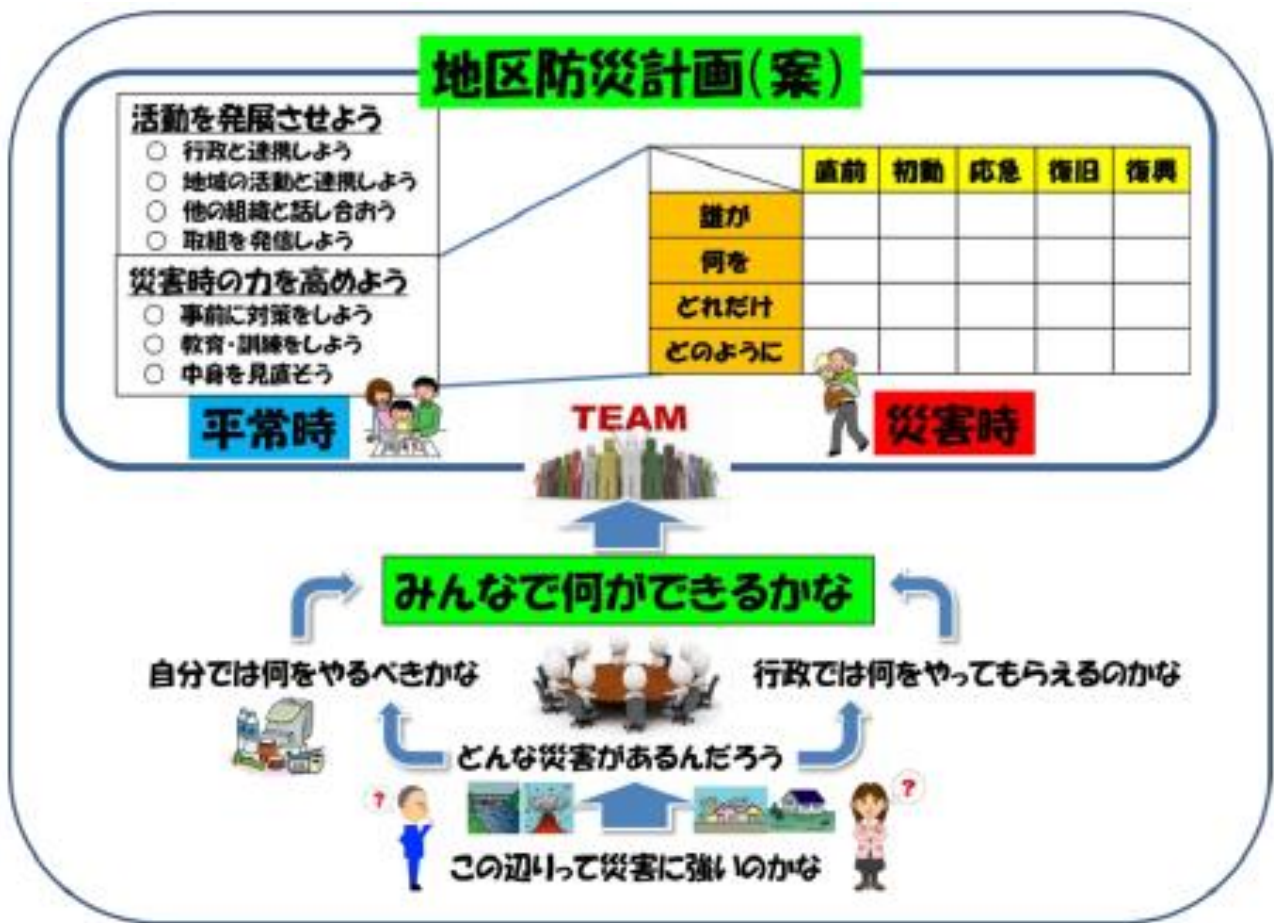 地区防災計画(案)
活動を発展させよう
○ 行政と連携しよう
○ 地域の活動と連携しよう
○ 他の組織と話し合おう
○ 取組を発信しよう
災害時の力を高めよう
○ 事前に対策をしよう
○ 教育・訓練をしよう
○ 中身を見直そう
平常時
直前 初動 応急 復旧 復興
誰が
何を
どれだけ
どのように
災害時
TEAM
みんなで何ができるかな
自分では何をやるべきかな
行政では何をやってもらえるのかな
どんな災害があるんだろう
?
?
この辺りって災害に強いのかな